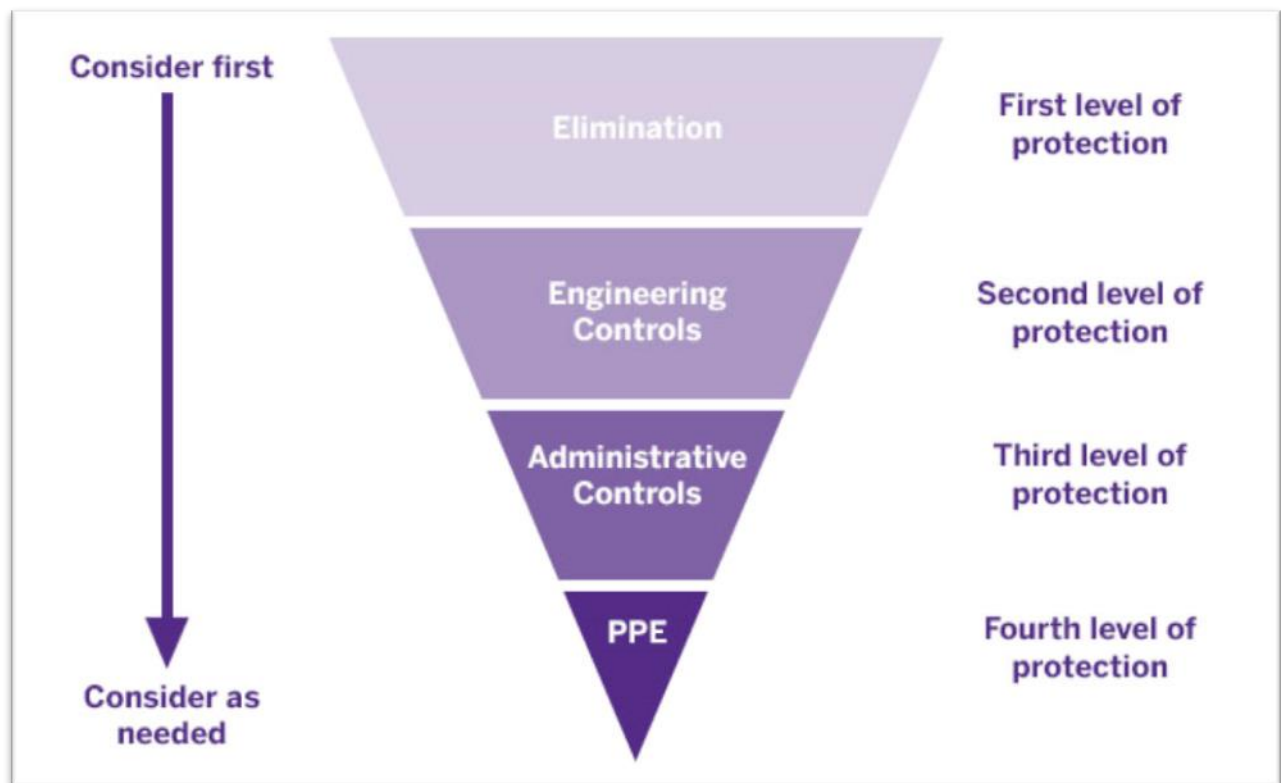 Consider first
Elimination
First level of
protection
Engineering
Controls
Second level of
protection
Administrative
Controls
Third level of
protection
PPE
Fourth level of
protection
Consider as
needed